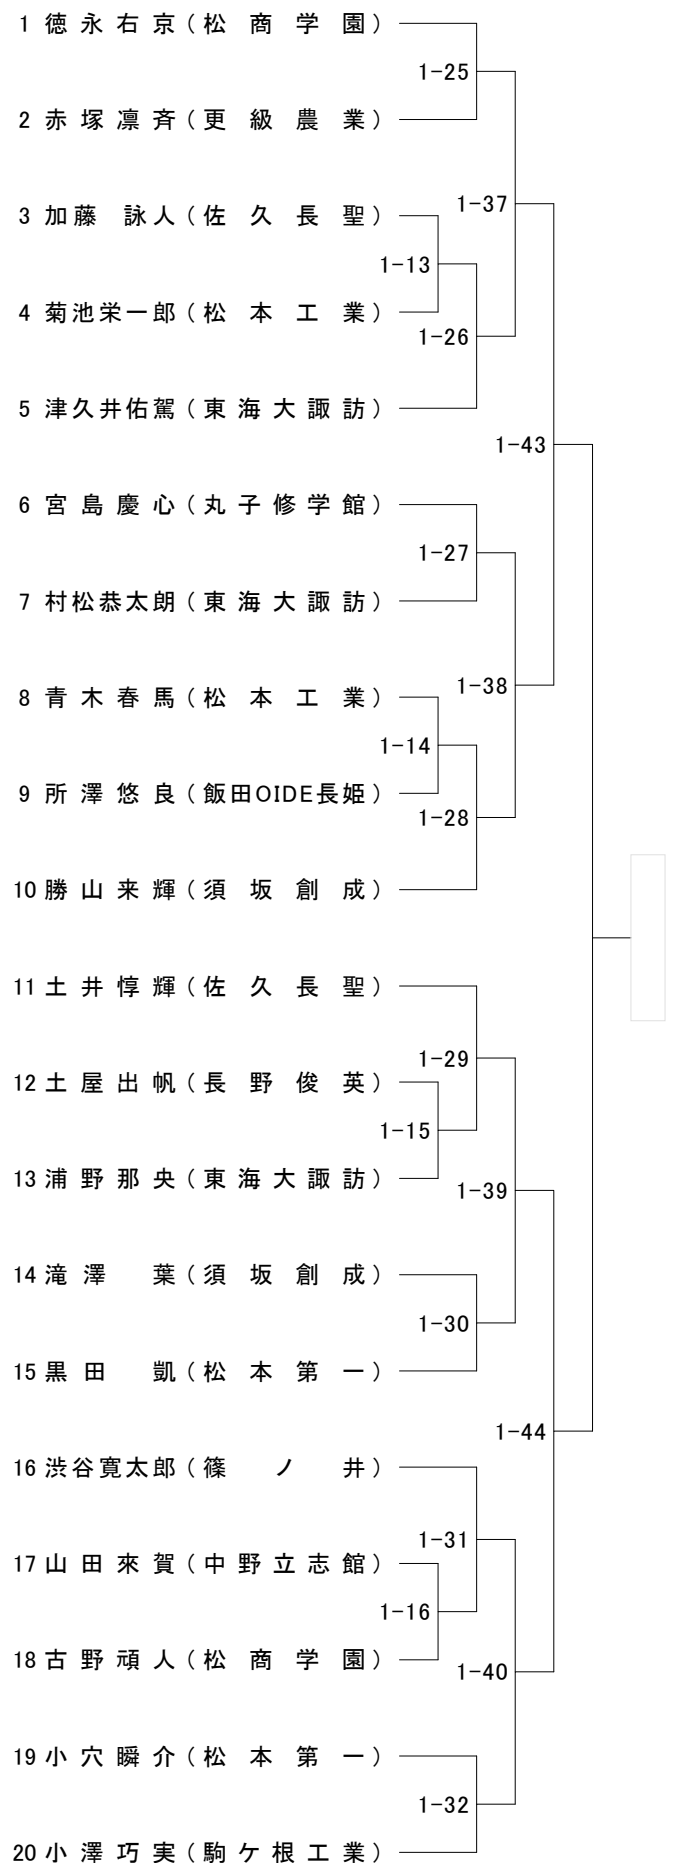 1 徳永右京(松商学園)
1-25
2 赤塚凛斉(更級農業)
3 加藤 詠人(佐久長聖)
1-37
1-13
4 菊池栄一郎(松本工業)
1-26
5 津久井佑駕(東海大諏訪)
1-43
6 宮島慶心(丸子修学館)
1-27
7 村松恭太朗(東海大諏訪)
1-38
8 青木春馬(松本工業)
1-14
9 所澤悠良(飯田OIDE長姫)
1-28
10 勝山来輝(須坂創成)
11 土井惇輝(佐久長聖)
1-29
12 土屋出帆(長野俊英)
1-15
13 浦野那央(東海大諏訪)
1-39
14 滝澤 葉(須坂創成)
1-30
15 黒田 凱(松本第一)
1-44
16 渋谷寛太郎(篠ノ井)
1-31
17 山田來賀(中野立志館)
1-16
18 古野頑人(松商学園)
1-40
19 小穴瞬介(松本第一)
1-32
20 小澤巧実(駒ケ根工業)